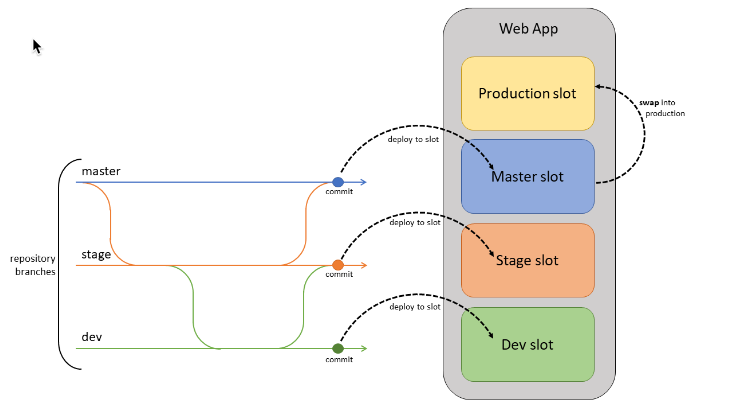 Web App
Production slot
swap into
production
deploy to slot
master
Master slot
commit
deploy to slot
repository
branches
stage
Stage slot
commit
deploy to slot
dev
Dev slot
commit